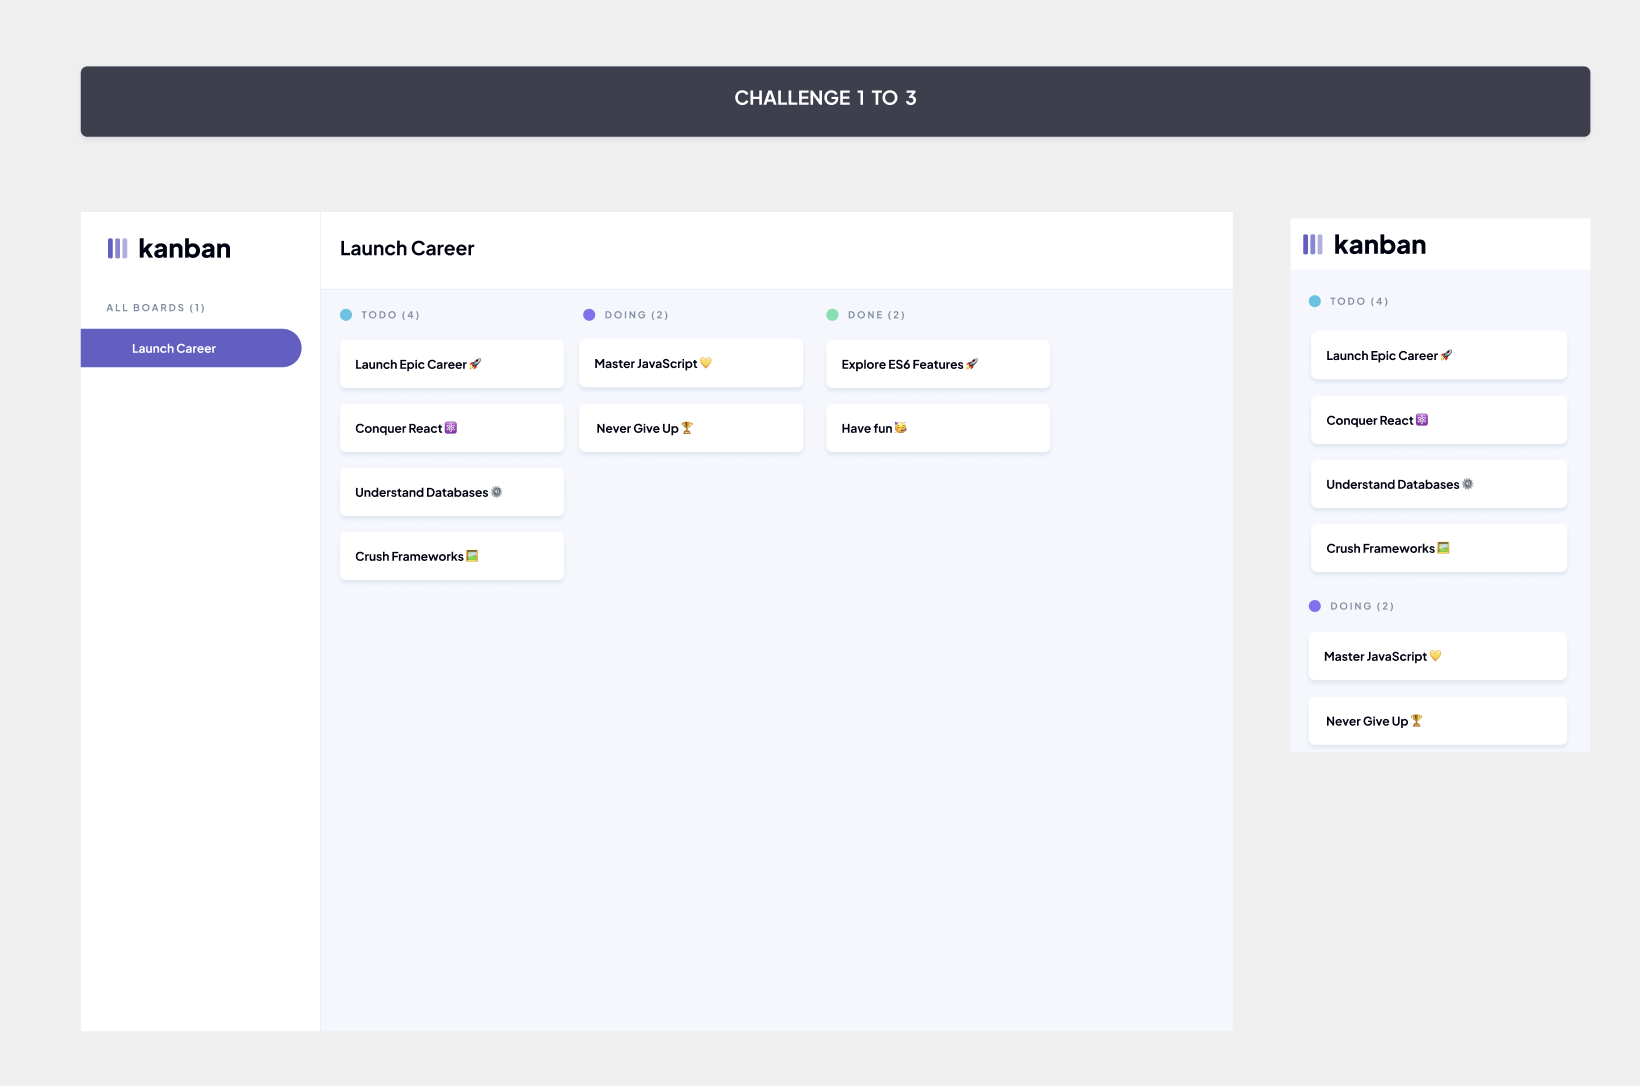 CHALLENGE 1 TO 3
kanban
ALL BOARDS (1)
Launch Career
Launch Career
TODO (4)
Launch Epic Career 🚀
Conquer React ⚛️
Understand Databases ⚙️
Crush Frameworks 🖼️
DOING (2)
Master JavaScript 💛
Never Give Up 🏆
DONE (2)
Explore ES6 Features 🚀
Have fun 🥳
kanban
TODO (4)
Launch Epic Career 🚀
Conquer React ⚛️
Understand Databases ⚙️
Crush Frameworks 🖼️
DOING (2)
Master JavaScript 💛
Never Give Up 🏆